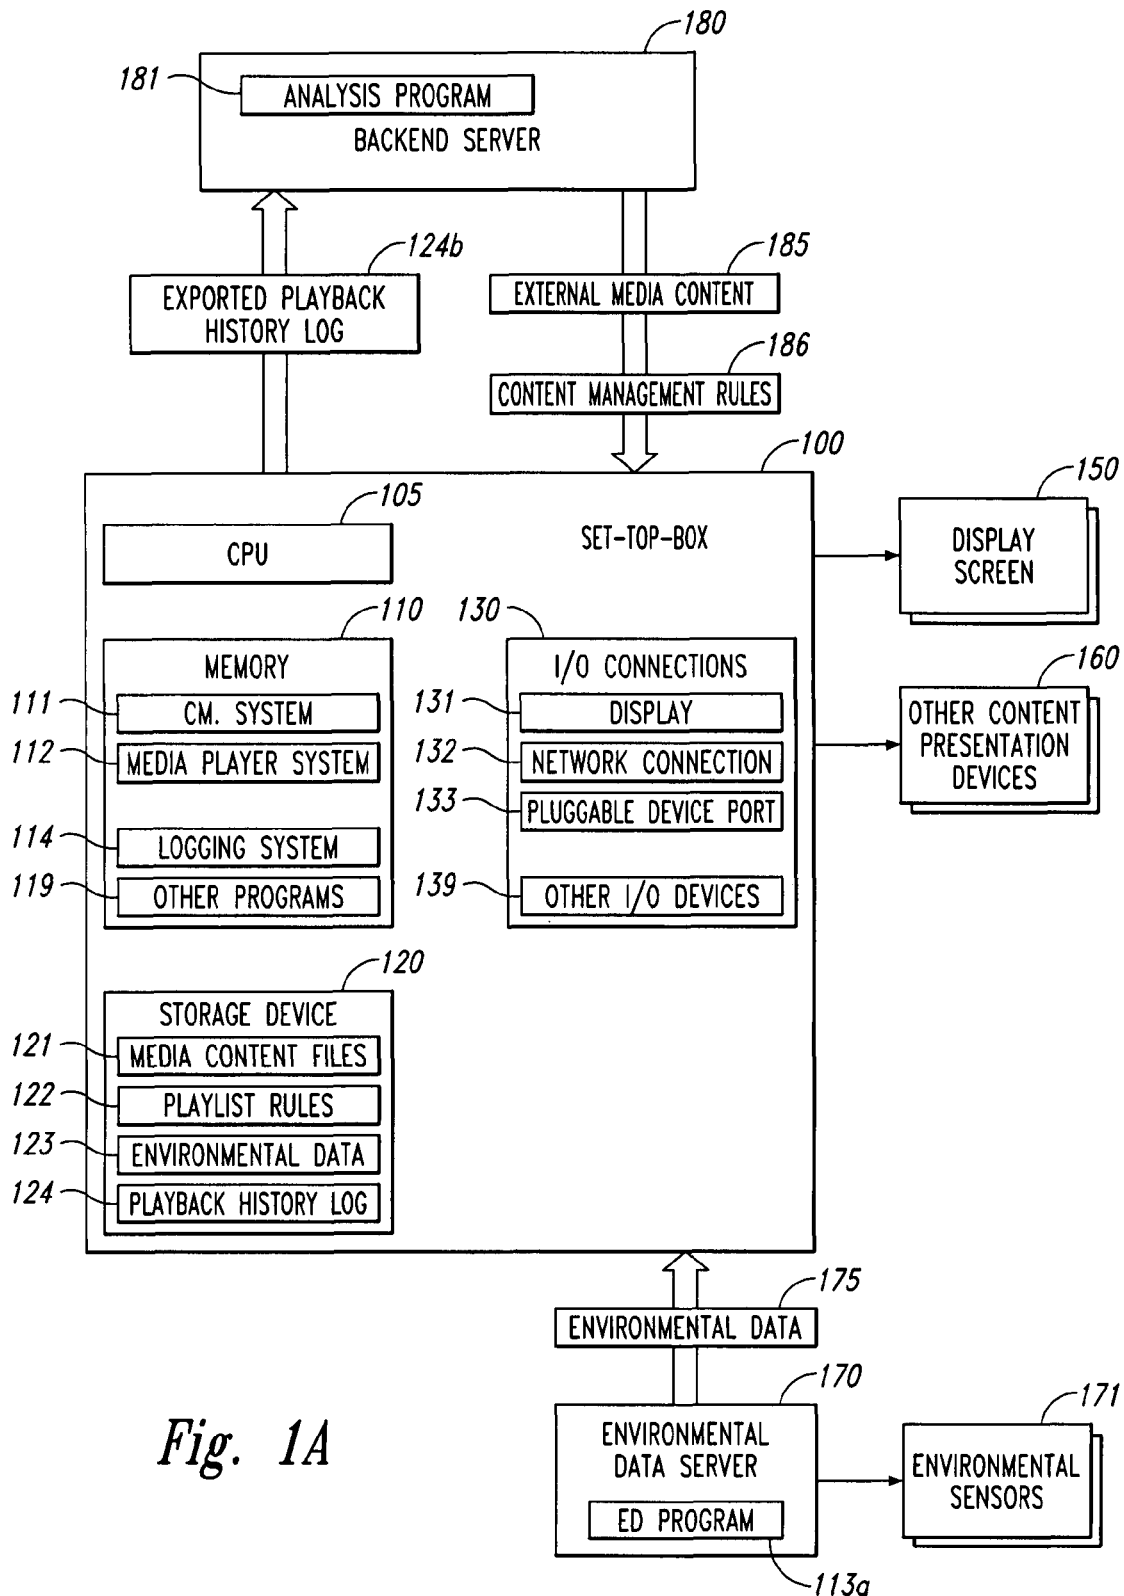 180
181
ANALYSIS PROGRAM
BACKEND SERVER
124b
EXPORTED PLAYBACK
HISTORY LOG
185
EXTERNAL MEDIA CONTENT
186
CONTENT MANAGEMENT RULES
100
SET-TOP-BOX
105
CPU
110
MEMORY
111
CM. SYSTEM
112
MEDIA PLAYER SYSTEM
114
LOGGING SYSTEM
119
OTHER PROGRAMS
130
I/O CONNECTIONS
131
DISPLAY
132
NETWORK CONNECTION
133
PLUGGABLE DEVICE PORT
139
OTHER I/O DEVICES
150
DISPLAY
SCREEN
160
OTHER CONTENT
PRESENTATION
DEVICES
120
STORAGE DEVICE
121
MEDIA CONTENT FILES
122
PLAYLIST RULES
123
ENVIRONMENTAL DATA
124
PLAYBACK HISTORY LOG
175
ENVIRONMENTAL DATA
170
ENVIRONMENTAL
DATA SERVER
ED PROGRAM
113a
171
ENVIRONMENTAL
SENSORS
Fig. 1A